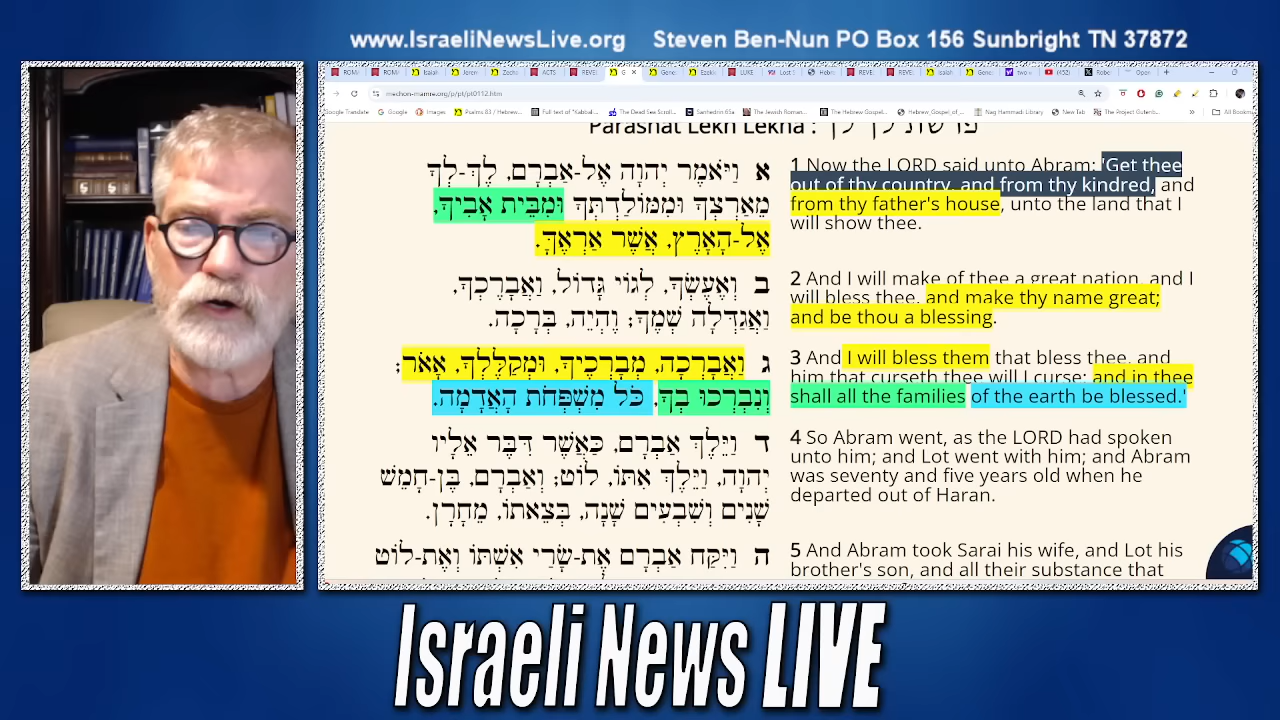 www.IsraeliNewsLive.org Steven Ben-Nun PO Box 156 Sunbright TN 37872
mechon-mamre.org/p/pt/pt0112.htm
Parashat Lekh Lekha : פרשת לך לך
א וַיֹּאמֶר יְהוָה אֶל-אַבְרָם, לֶךְ-לְךָ
מֵאַרְצְךָ וּמִמּוֹלַדְתְּךָ וּמִבֵּית אָבִיךָ,
אֶל-הָאָרֶץ, אֲשֶׁר אַרְאֶךָּ.
1 Now the LORD said unto Abram: 'Get thee
out of thy country, and from thy kindred, and
from thy father's house, unto the land that I
will show thee.
ב וְאֶעֶשְׂךָ, לְגוֹי גָּדוֹל, וַאֲבָרֶכְךָ,
וַאֲגַדְּלָה שְׁמֶךָ; וֶהְיֵה, בְּרָכָה.
2 And I will make of thee a great nation, and I
will bless thee, and make thy name great;
and be thou a blessing.
ג וַאֲבָרְכָה, מְבָרְכֶיךָ, וּמְקַלֶּלְךָ, אָאֹר;
וְנִבְרְכוּ בְךָ, כֹּל מִשְׁפְּחֹת הָאֲדָמָה.
3 And I will bless them that bless thee, and
him that curseth thee will I curse; and in thee
shall all the families of the earth be blessed.'
ד וַיֵּלֶךְ אַבְרָם, כַּאֲשֶׁר דִּבֶּר אֵלָיו
יְהוָה, וַיֵּלֶךְ אִתּוֹ, לוֹט; וְאַבְרָם, בֶּן-חָמֵשׁ
שָׁנִים וְשִׁבְעִים שָׁנָה, בְּצֵאתוֹ, מֵחָרָן.
4 So Abram went, as the LORD had spoken
unto him; and Lot went with him; and Abram
was seventy and five years old when he
departed out of Haran.
ה וַיִּקַּח אַבְרָם אֶת-שָׂרַי אִשְׁתּוֹ וְאֶת-לוֹט
5 And Abram took Sarai his wife, and Lot his
brother's son, and all their substance that
Israeli News LIVE